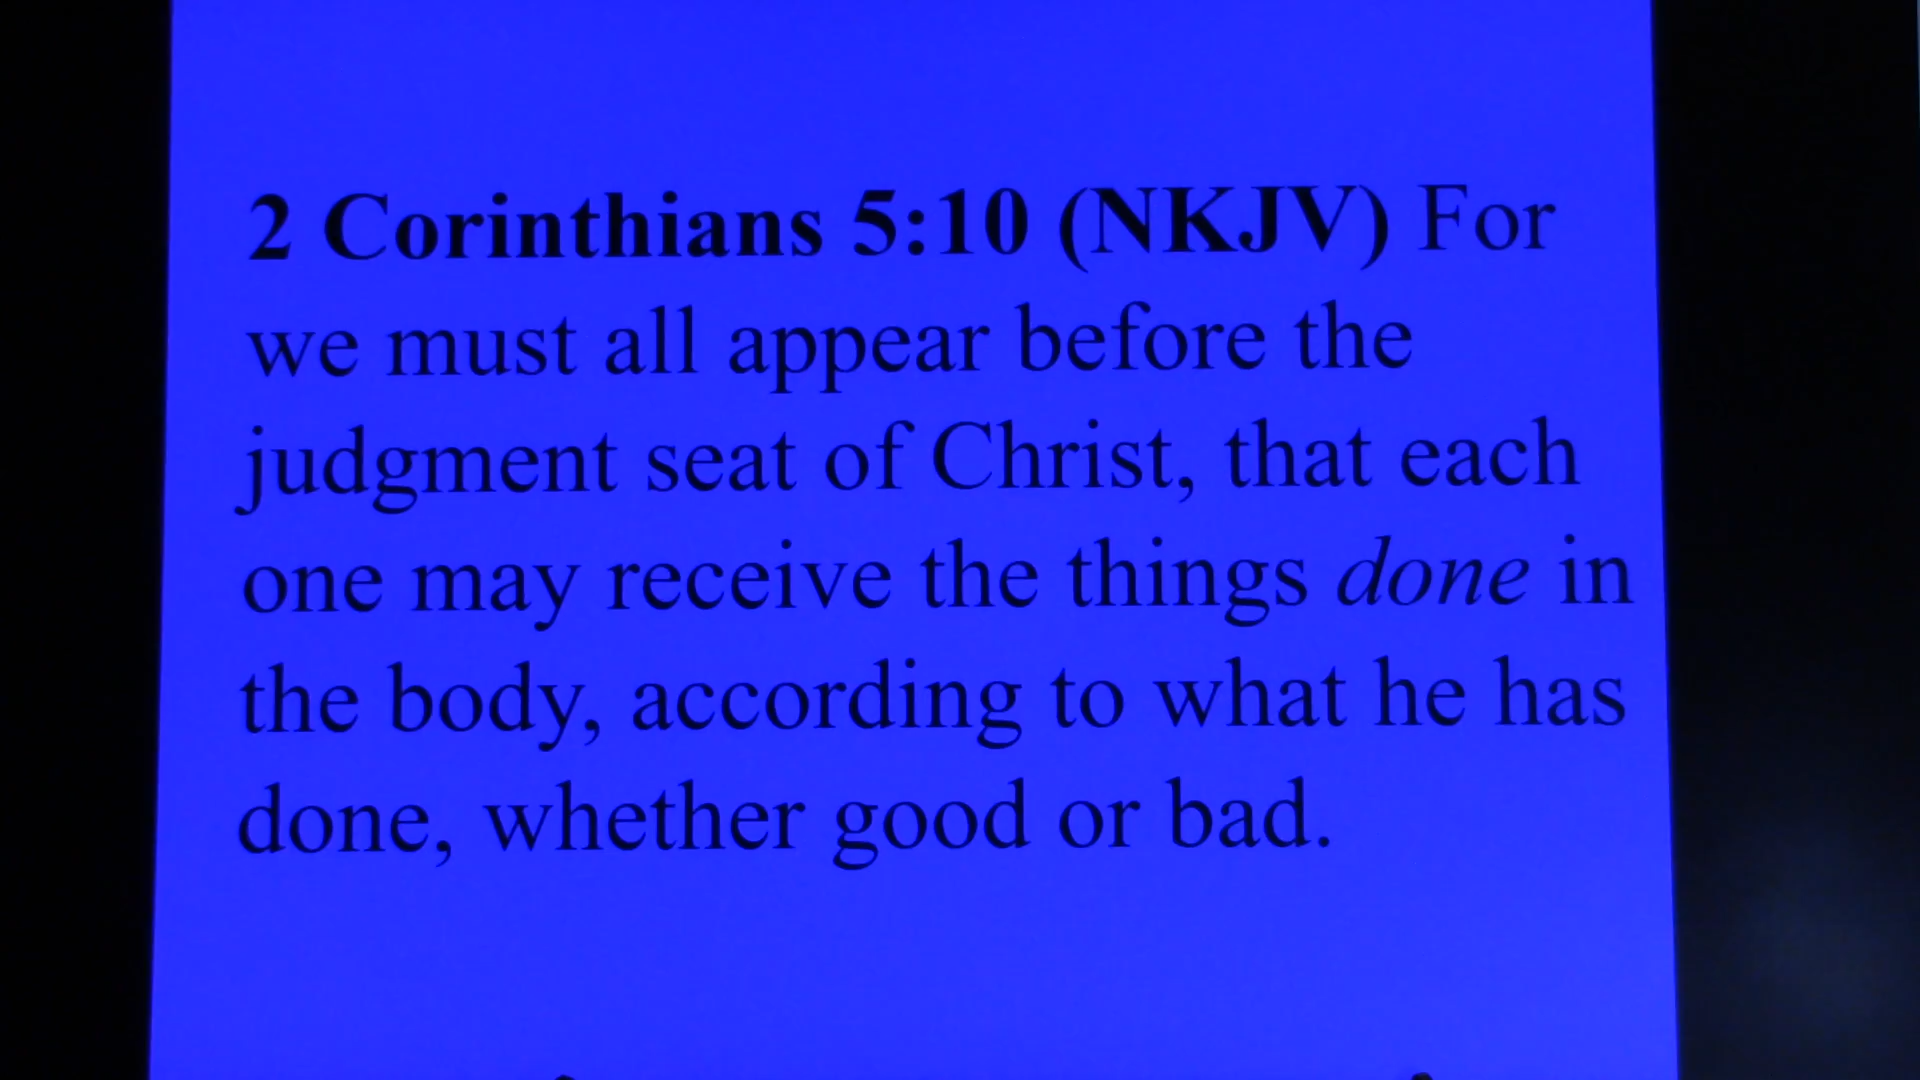 2 Corinthians 5:10 (NKJV) For
we must all appear before the
judgment seat of Christ, that each
one may receive the things done in
the body, according to what he has
done, whether good or bad.